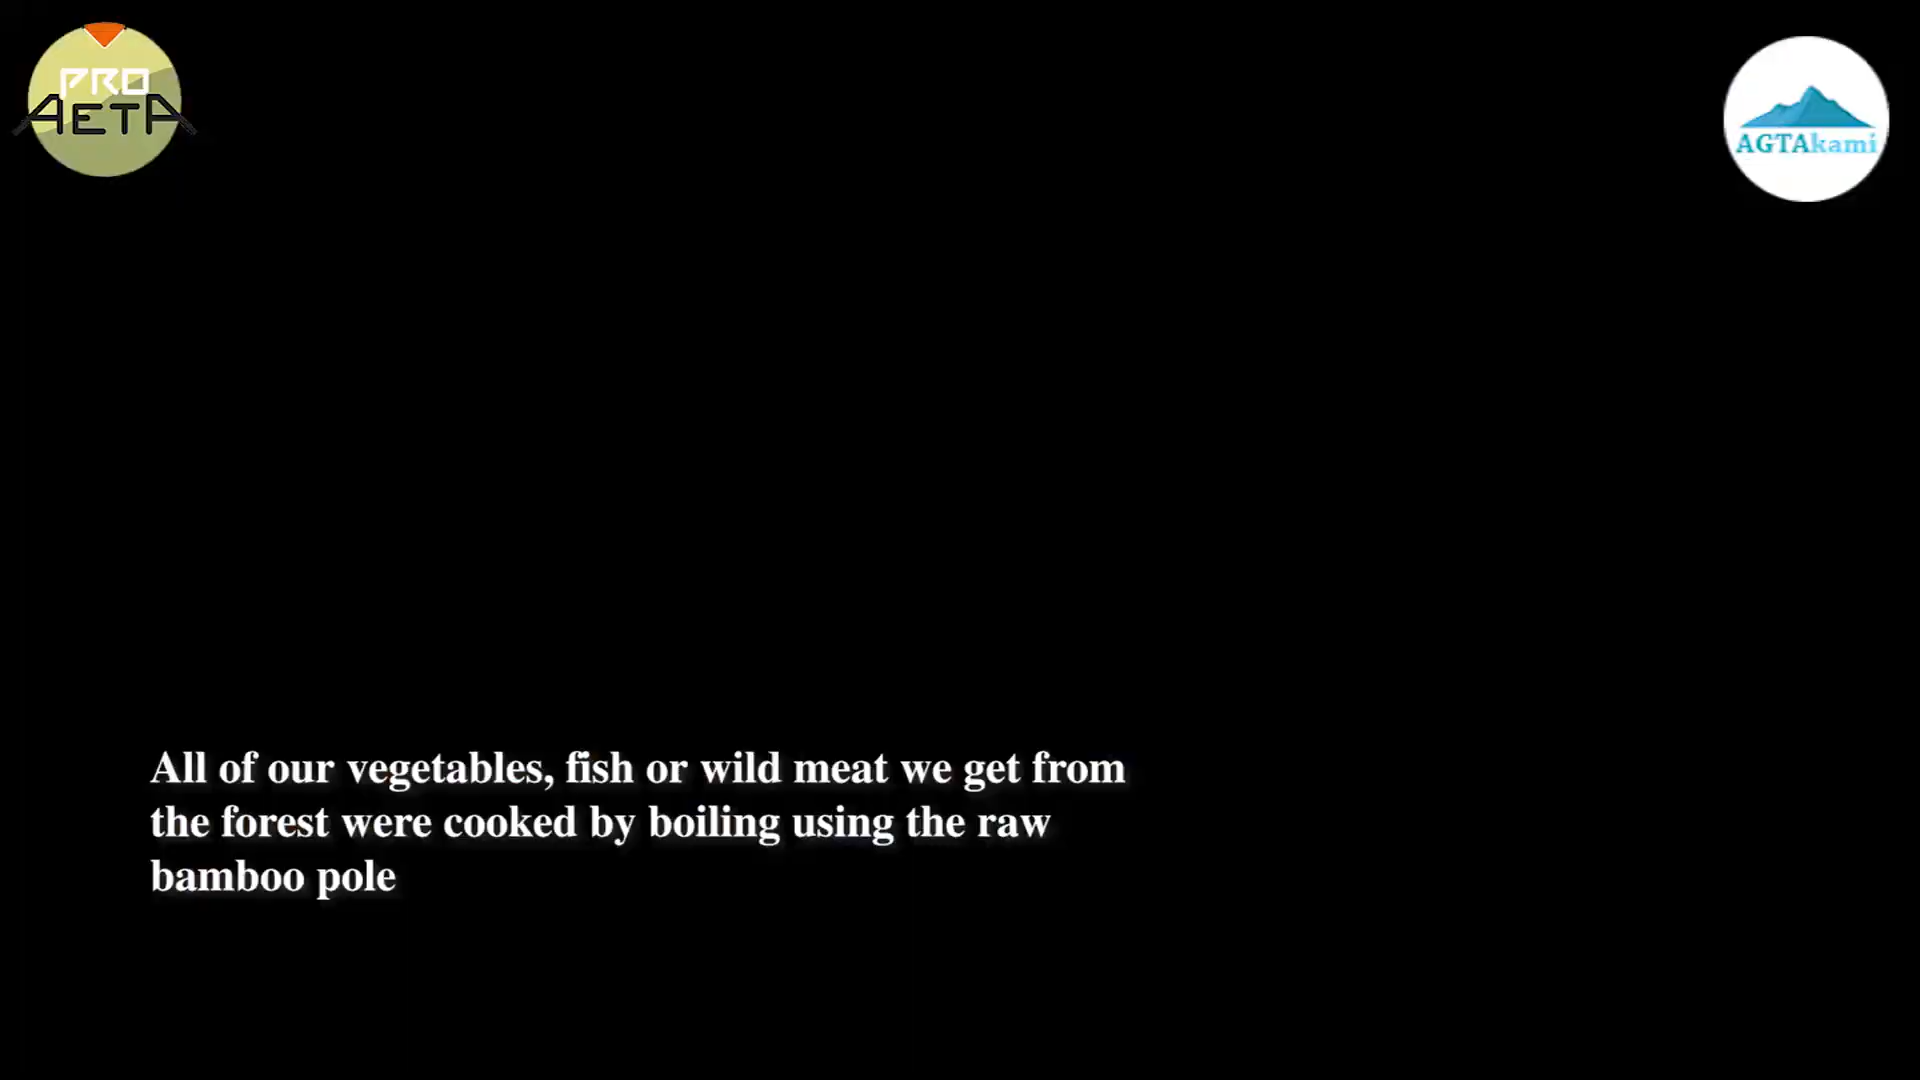 PRO
AETA
AGTAkami
All of our vegetables, fish or wild meat we get from
the forest were cooked by boiling using the raw
bamboo pole